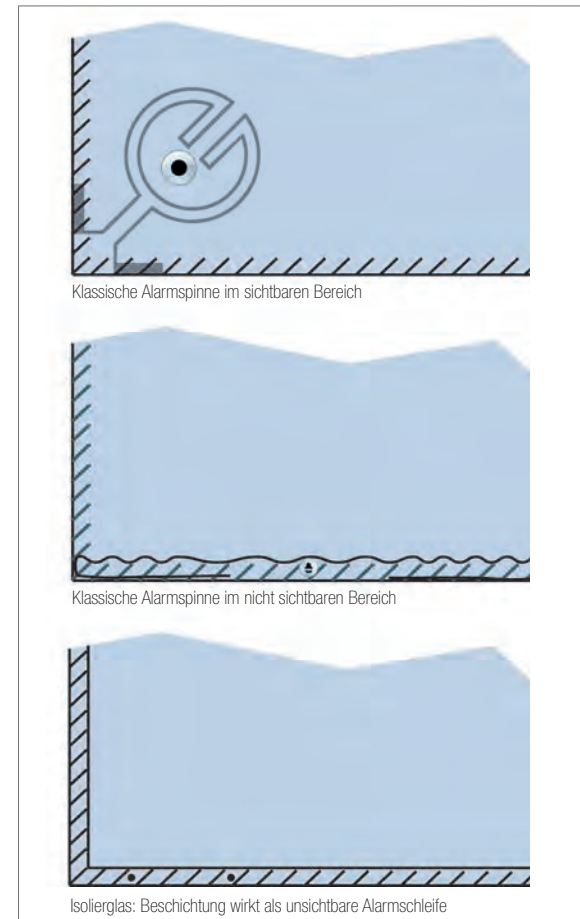 Klassische Alarmspinne im sichtbaren Bereich
Klassische Alarmspinne im nicht sichtbaren Bereich
Isolierglas: Beschichtung wirkt als unsichtbare Alarmschleife